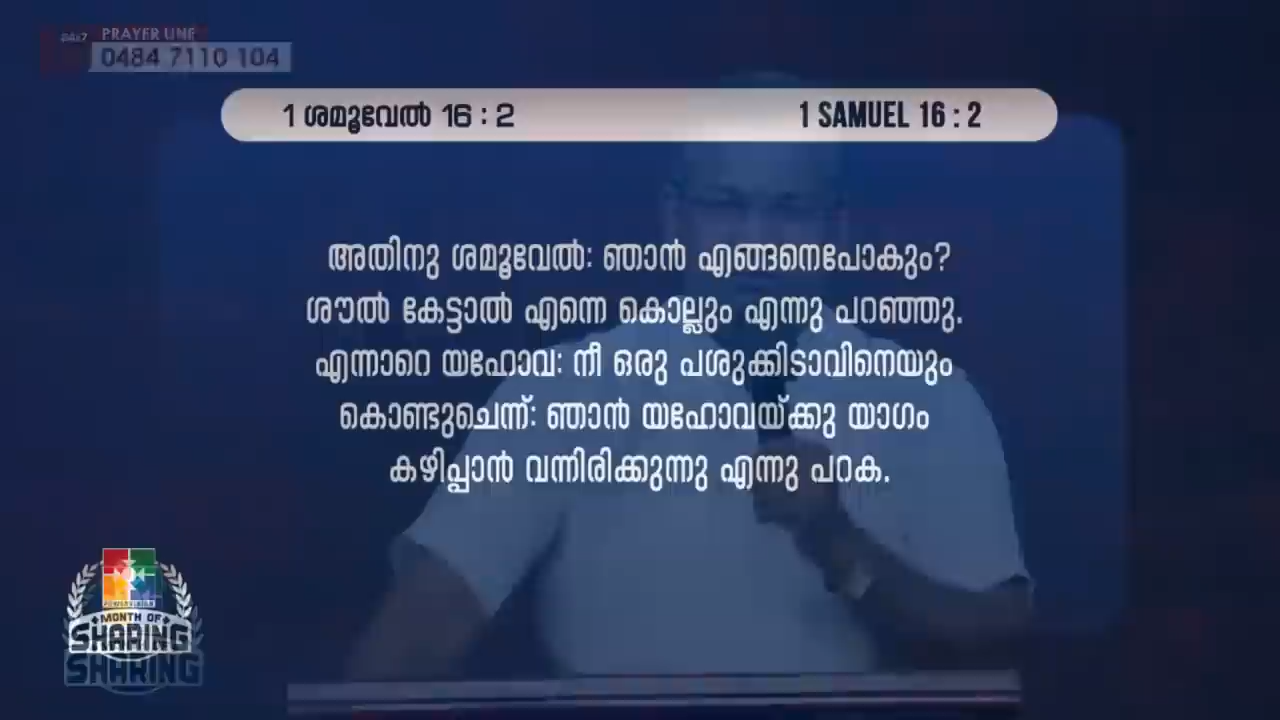 24x7 PRAYER LINE
0484 7110 104
1 ശമൂവേൽ 16 : 2 1 SAMUEL 16 : 2
അതിനു ശമൂവേൽ: ഞാൻ എങ്ങനെപോകും?
ശൗൽ കേട്ടാൽ എന്നെ കൊല്ലും എന്നു പറഞ്ഞു.
എന്നാറെ യഹോവ: നീ ഒരു പശുക്കിടാവിനെയും
കൊണ്ടുചെന്ന്: ഞാൻ യഹോവയ്ക്കു യാഗം
കഴിപ്പാൻ വന്നിരിക്കുന്നു എന്നു പറക.
POWERVISION
MONTH OF
SHARING
SHARING